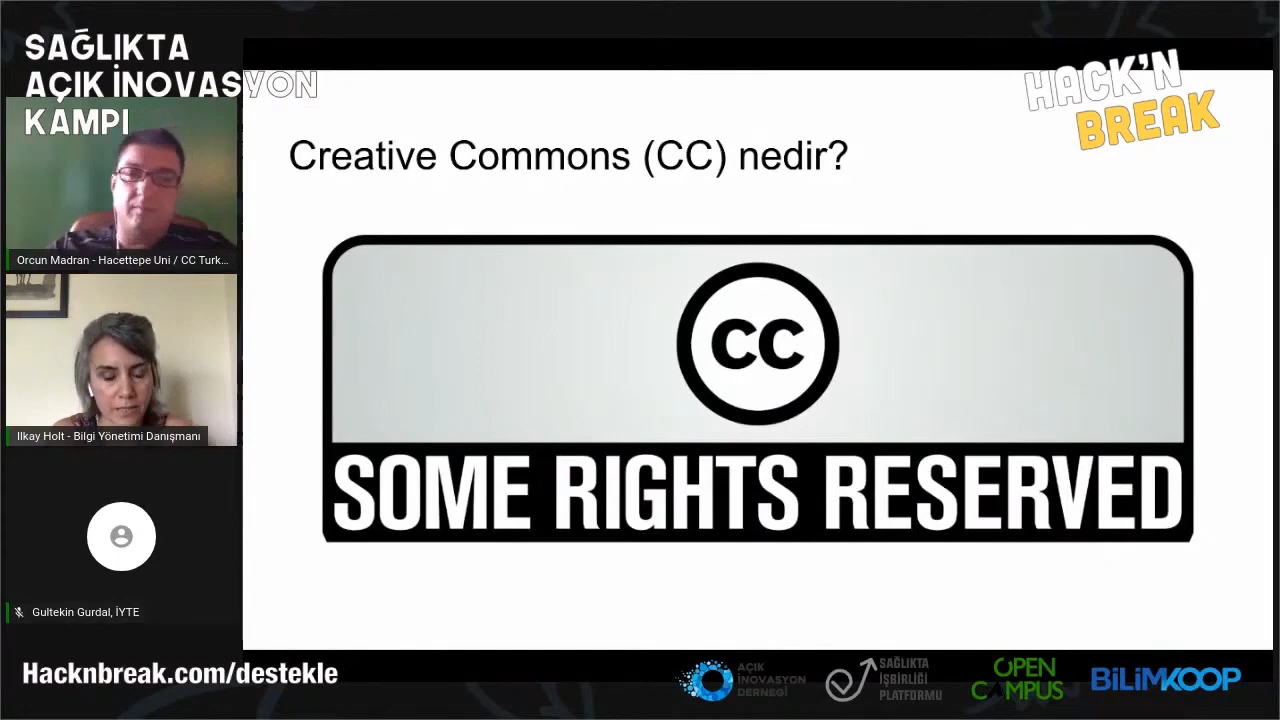 SAĞLIKTA
AÇIK İNOVASYON
KAMPI
HACK'N
BREAK
Creative Commons (CC) nedir?
cc
SOME RIGHTS RESERVED
Orcun Madran - Hacettepe Uni / CC Turk...
Ilkay Holt - Bilgi Yönetimi Danışmanı
Gultekin Gurdal, İYTE
Hacknbreak.com/destekle
AÇIK
İNOVASYON
DERNEĞİ
SAĞLIKTA
İŞBİRLİĞİ
PLATFORMU
OPEN
CAMPUS
BİLİMKOOP